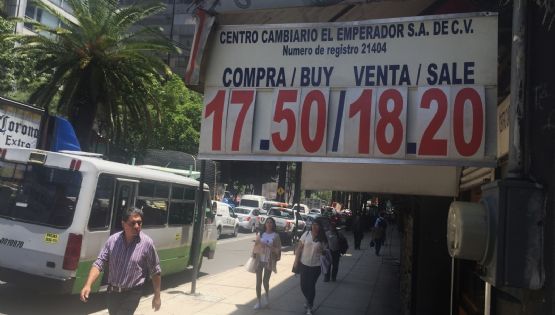 CENTRO CAMBIARIO EL EMPERADOR S.A. DE C.V.
Numero de registro 21404
COMPRA / BUY VENTA / SALE
17.50/18.20
Corona
Extra